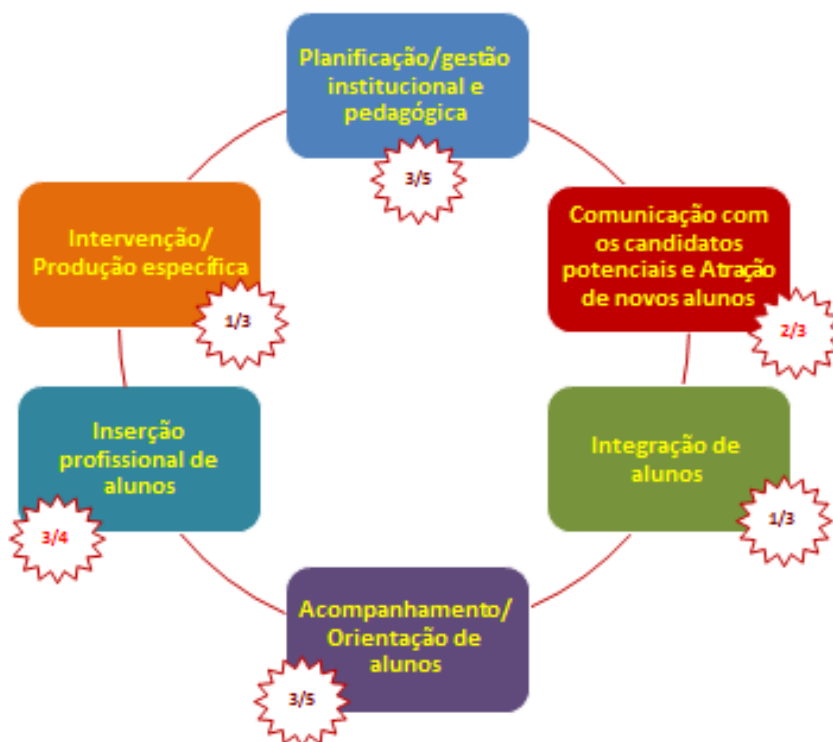 Planificação/gestão
institucional e
pedagógica
3/5
Comunicação com
os candidatos
potenciais e Atração
de novos alunos
2/3
Integração de
alunos
1/3
Acompanhamento/
Orientação de
alunos
3/5
Inserção
profissional de
alunos
3/4
Intervenção/
Produção específica
1/3